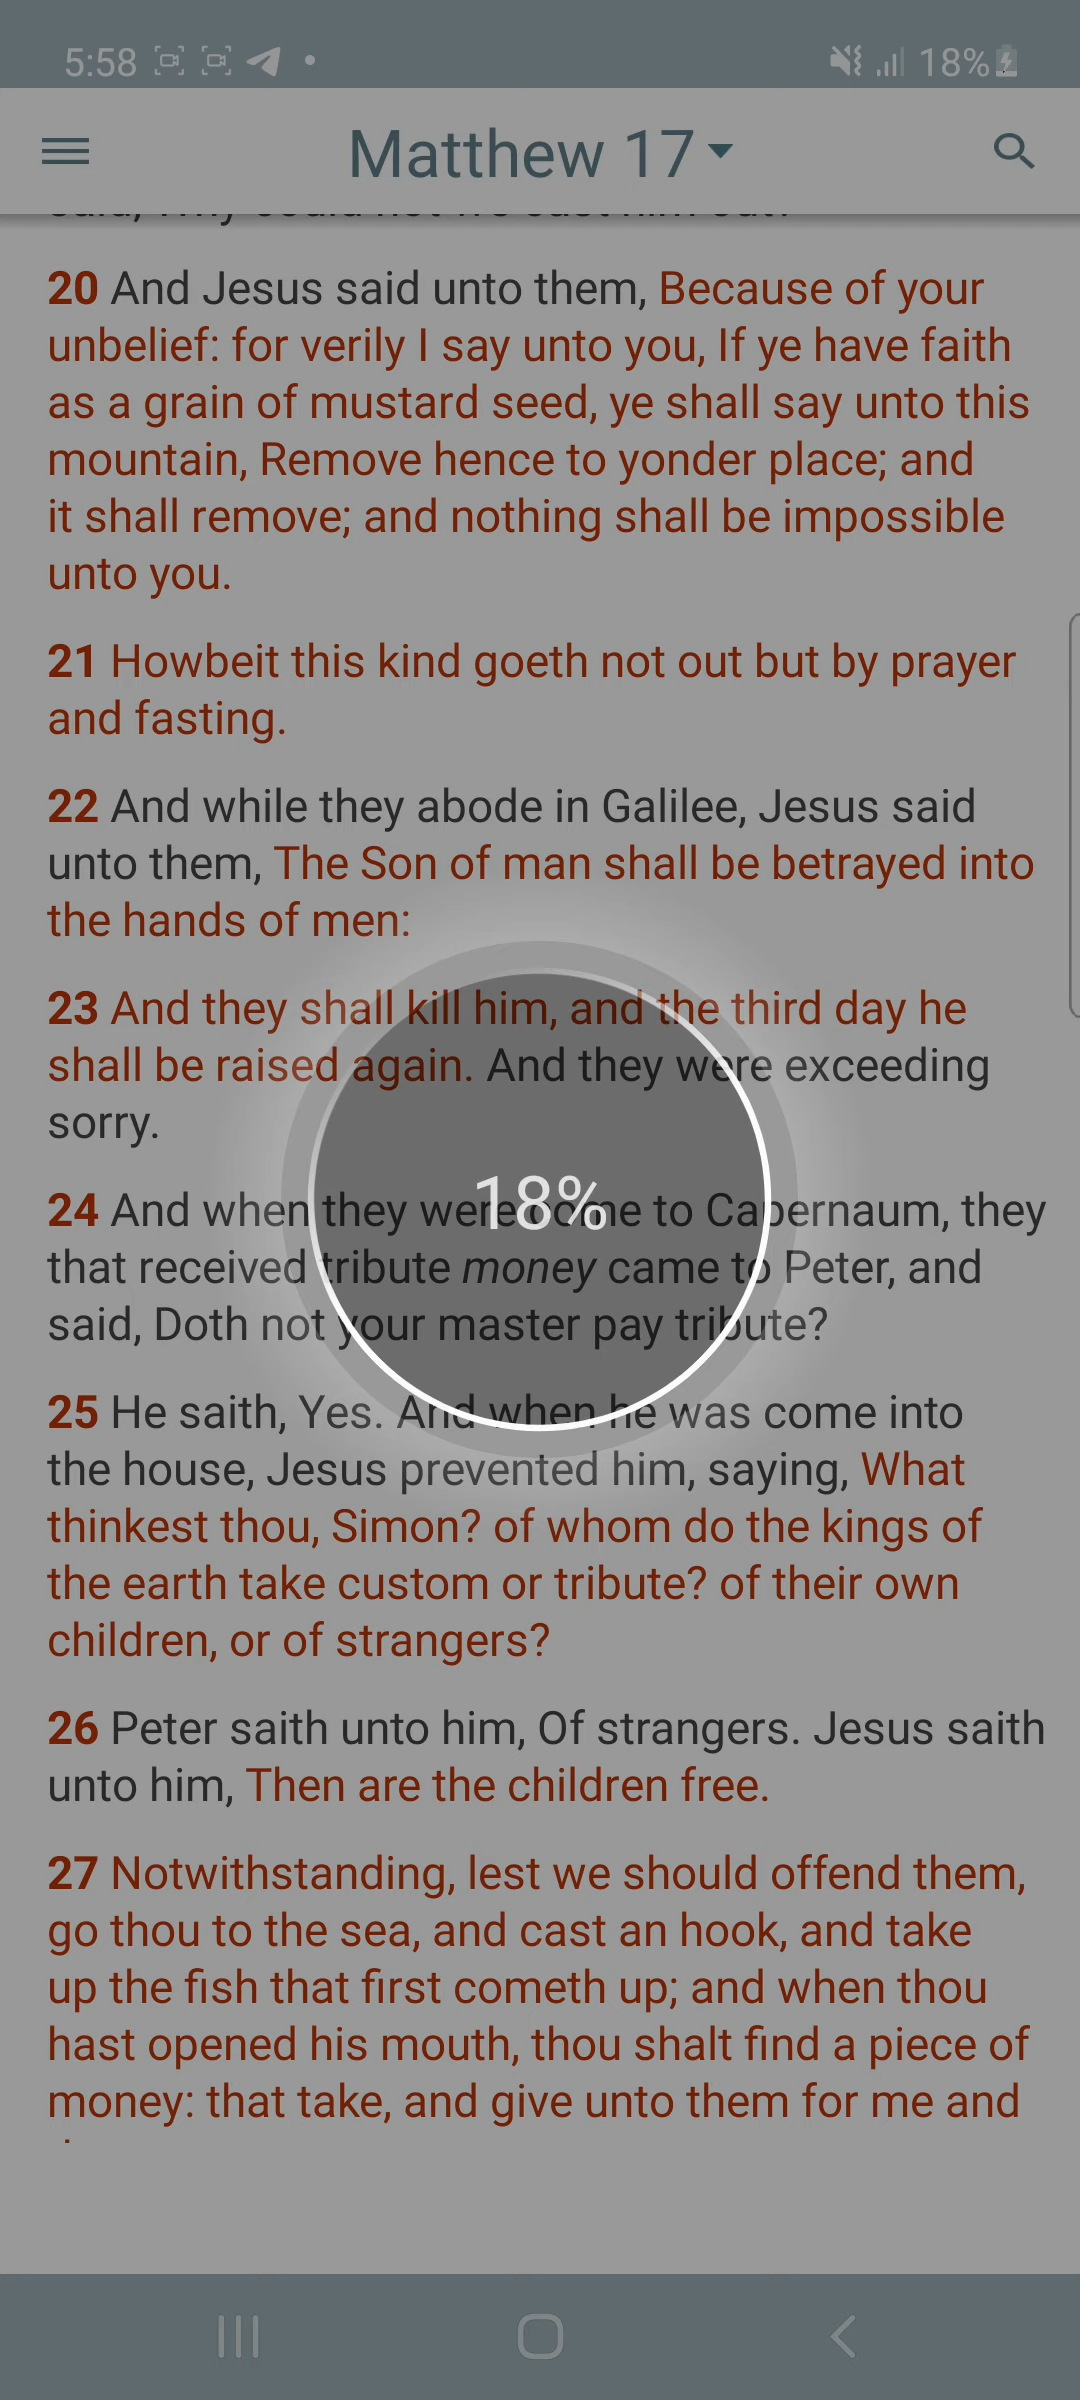 5:58 18%
Matthew 17
20 And Jesus said unto them, Because of your
unbelief: for verily I say unto you, If ye have faith
as a grain of mustard seed, ye shall say unto this
mountain, Remove hence to yonder place; and
it shall remove; and nothing shall be impossible
unto you.
21 Howbeit this kind goeth not out but by prayer
and fasting.
22 And while they abode in Galilee, Jesus said
unto them, The Son of man shall be betrayed into
the hands of men:
23 And they shall kill him, and the third day he
shall be raised again. And they were exceeding
sorry.
18%
24 And when they were come to Capernaum, they
that received tribute money came to Peter, and
said, Doth not your master pay tribute?
25 He saith, Yes. And when he was come into
the house, Jesus prevented him, saying, What
thinkest thou, Simon? of whom do the kings of
the earth take custom or tribute? of their own
children, or of strangers?
26 Peter saith unto him, Of strangers. Jesus saith
unto him, Then are the children free.
27 Notwithstanding, lest we should offend them,
go thou to the sea, and cast an hook, and take
up the fish that first cometh up; and when thou
hast opened his mouth, thou shalt find a piece of
money: that take, and give unto them for me and